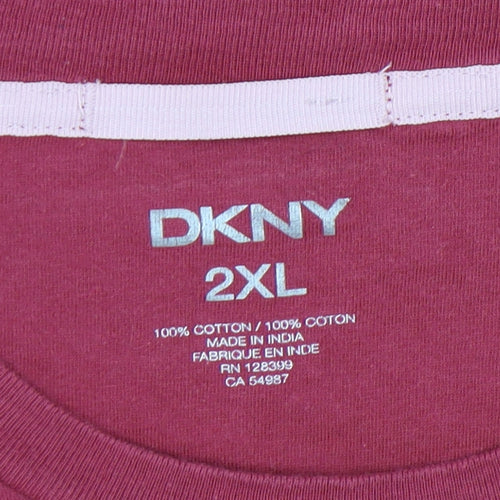 DKNY
2XL
100% COTTON / 100% COTON
MADE IN INDIA
FABRIQUE EN INDE
RN 128399
CA 54987